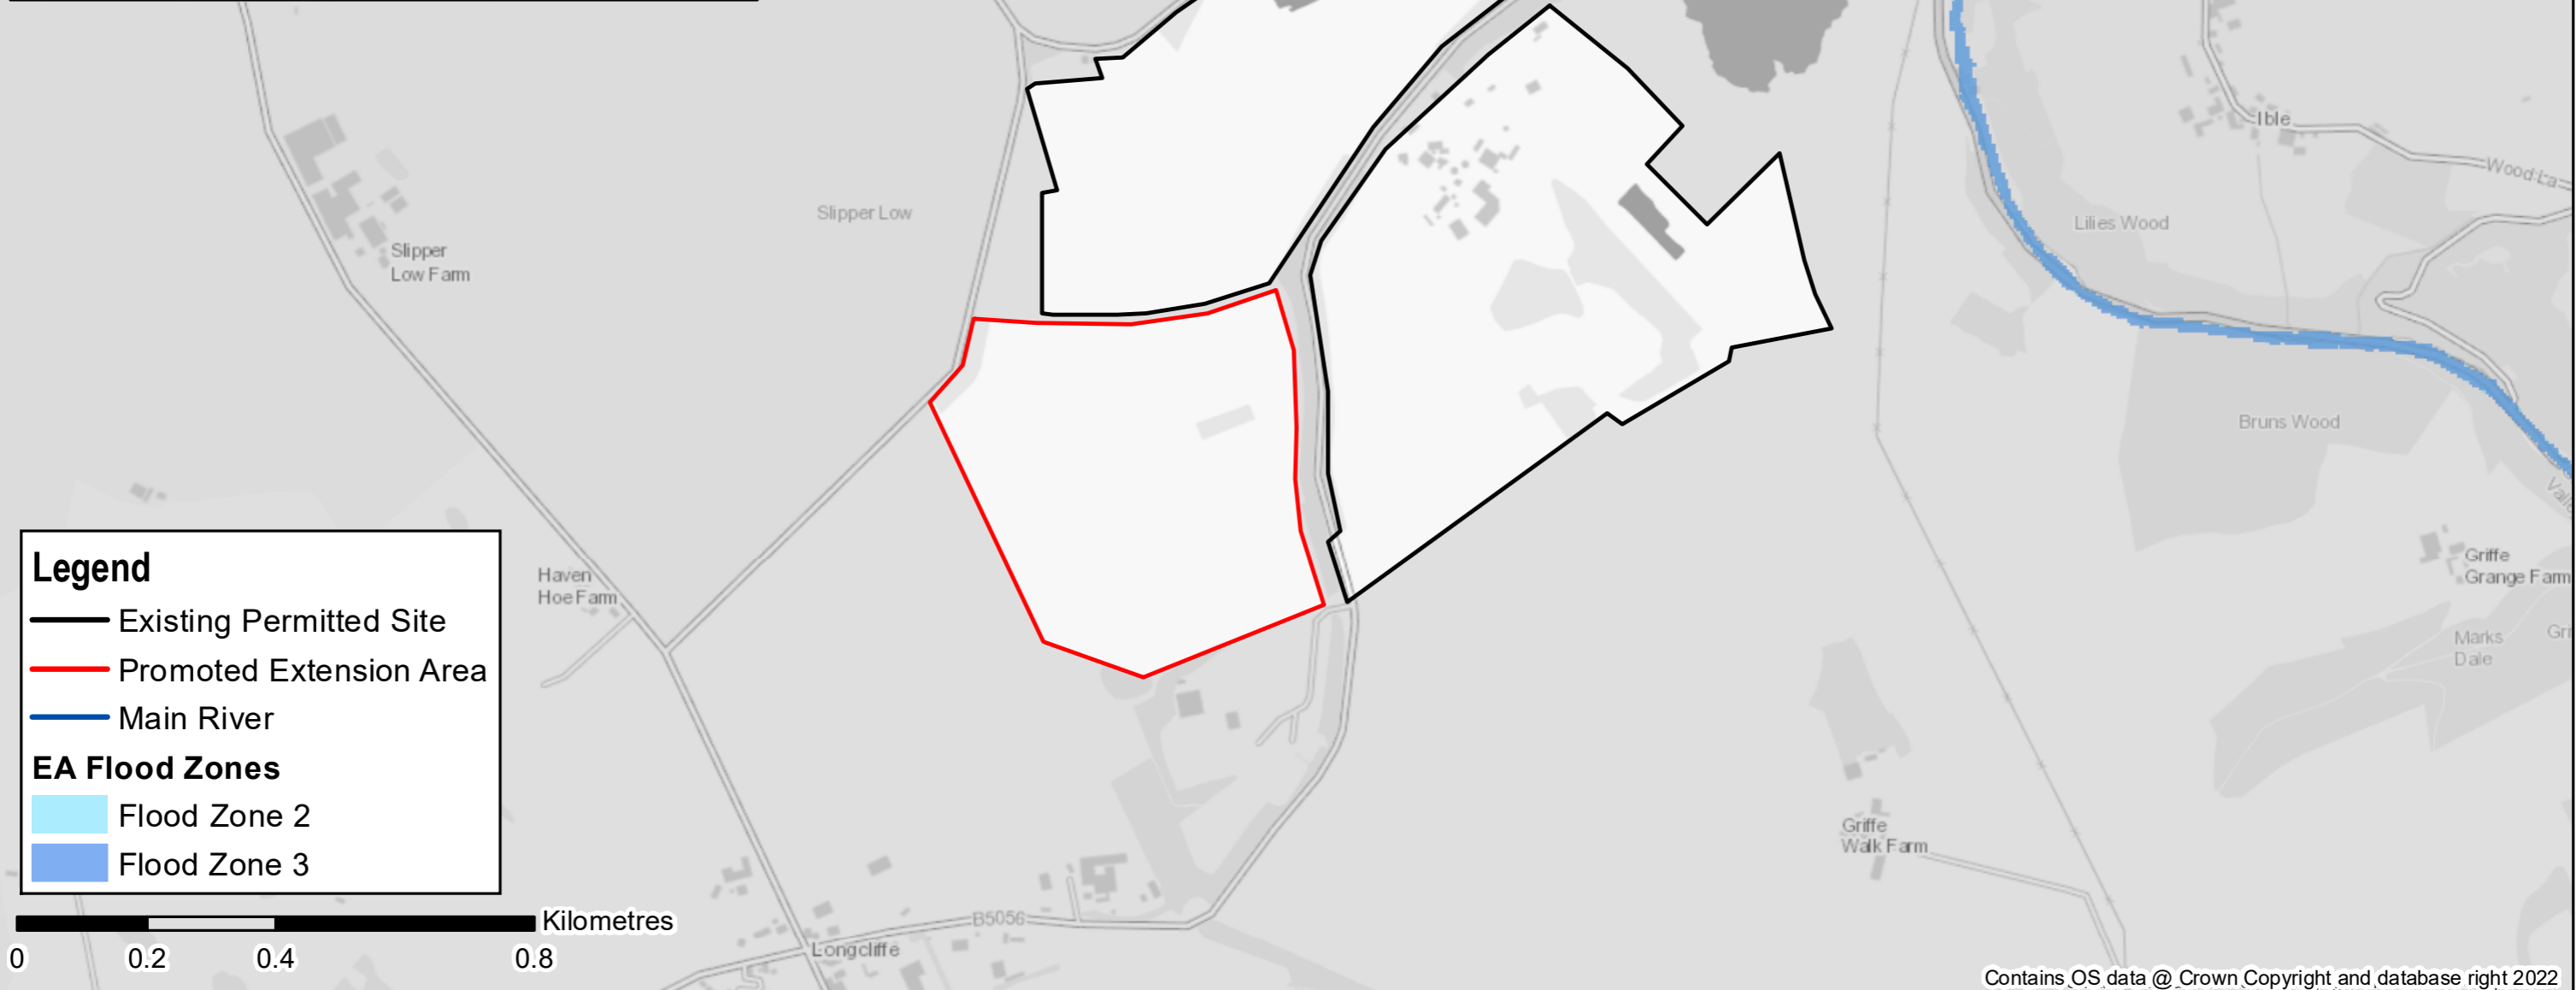 Ible
Wood La
Slipper Low
Lilies Wood
Slipper
Low Farm
Bruns Wood
Griffe
Grange Farm
Haven
Hoe Farm
Marks
Dale
Griffe
Walk Farm
B5056
Longcliffe
Legend
Existing Permitted Site
Promoted Extension Area
Main River
EA Flood Zones
Flood Zone 2
Flood Zone 3
Kilometres
0 0.2 0.4 0.8
Contains OS data @ Crown Copyright and database right 2022